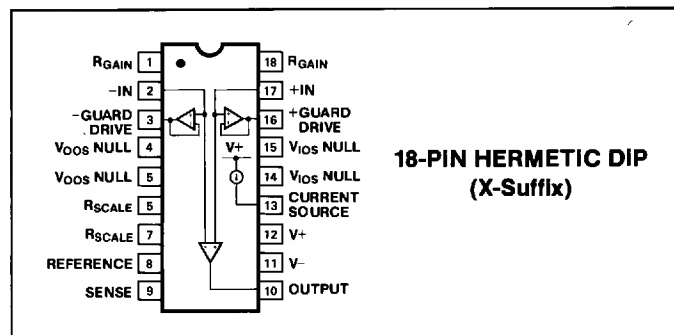 RGAIN 1
-IN 2
-GUARD
DRIVE 3
VOOS NULL 4
VOOS NULL 5
RSCALE 6
RSCALE 7
REFERENCE 8
SENSE 9
18 RGAIN
17 +IN
16 +GUARD
DRIVE
V+
15 VIOS NULL
14 VIOS NULL
13 CURRENT
SOURCE
12 V+
11 V-
10 OUTPUT
18-PIN HERMETIC DIP
(X-Suffix)